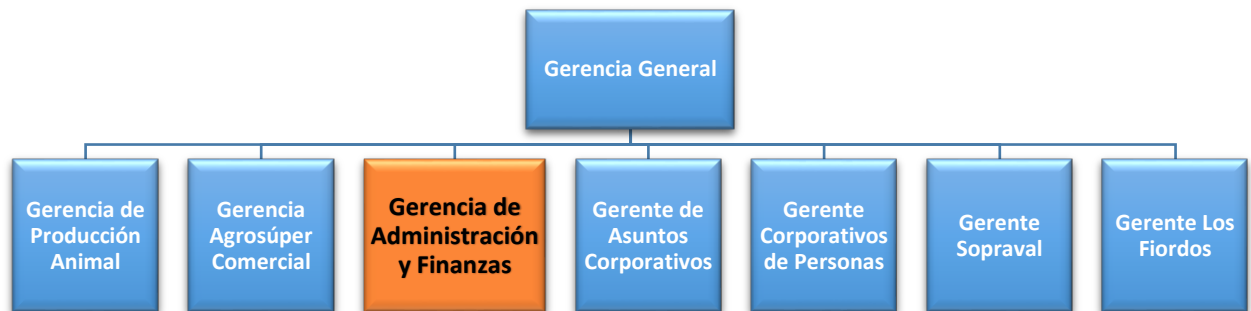 Gerencia General
Gerencia de
Producción
Animal
Gerencia
Agrosúper
Comercial
Gerencia de
Administración
y Finanzas
Gerente de
Asuntos
Corporativos
Gerente
Corporativos
de Personas
Gerente
Sopraval
Gerente Los
Fiordos